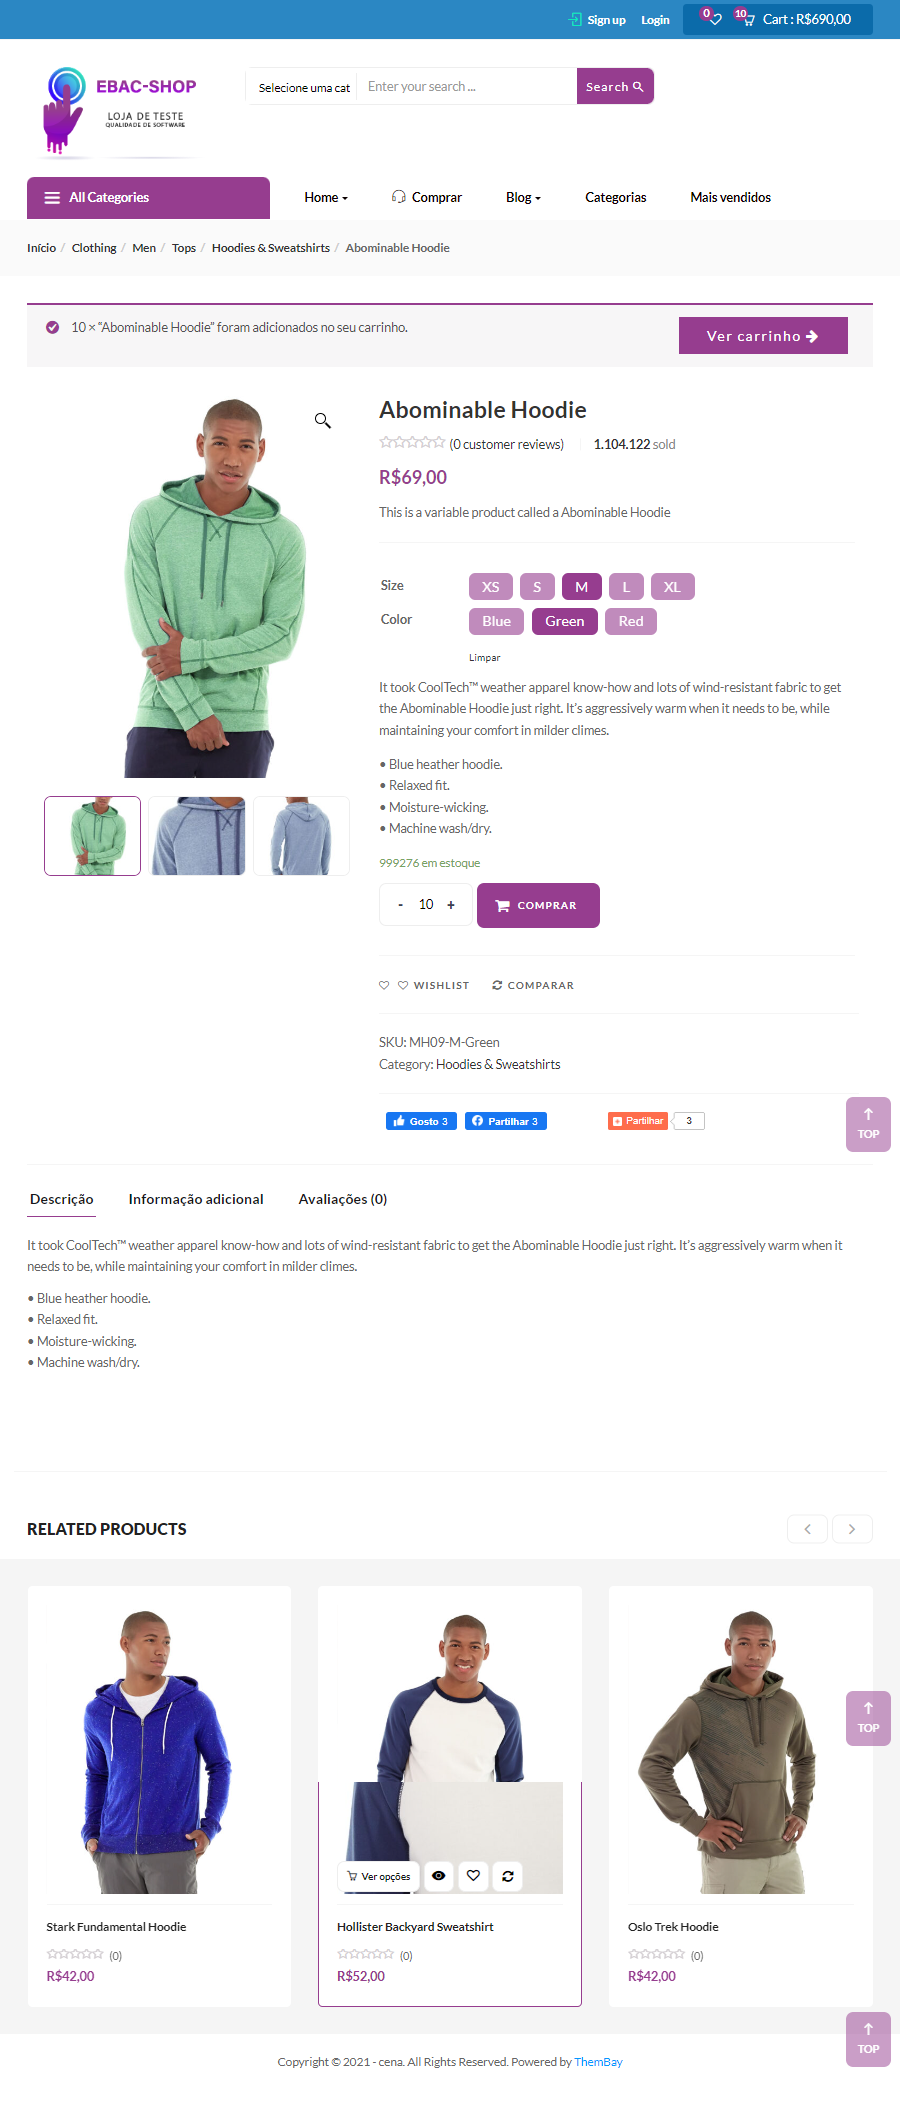 Sign up Login 0 10 Cart : R$690,00
EBAC-SHOP
LOJA DE TESTE
QUALIDADE DE SOFTWARE
Selecione uma cat Enter your search ... Search
All Categories Home Comprar Blog Categorias Mais vendidos
Início / Clothing / Men / Tops / Hoodies & Sweatshirts / Abominable Hoodie
10 × “Abominable Hoodie” foram adicionados no seu carrinho. Ver carrinho
Abominable Hoodie
(0 customer reviews) 1.104.122 sold
R$69,00
This is a variable product called a Abominable Hoodie
Size XS S M L XL
Color Blue Green Red
Limpar
It took CoolTech™ weather apparel know-how and lots of wind-resistant fabric to get
the Abominable Hoodie just right. It’s aggressively warm when it needs to be, while
maintaining your comfort in milder climes.
• Blue heather hoodie.
• Relaxed fit.
• Moisture-wicking.
• Machine wash/dry.
999276 em estoque
- 10 + COMPRAR
WISHLIST COMPARAR
SKU: MH09-M-Green
Category: Hoodies & Sweatshirts
Gosto 3 Partilhar 3 Partilhar 3
TOP
Descrição Informação adicional Avaliações (0)
It took CoolTech™ weather apparel know-how and lots of wind-resistant fabric to get the Abominable Hoodie just right. It’s aggressively warm when it
needs to be, while maintaining your comfort in milder climes.
• Blue heather hoodie.
• Relaxed fit.
• Moisture-wicking.
• Machine wash/dry.
RELATED PRODUCTS
TOP
Ver opções
Stark Fundamental Hoodie Hollister Backyard Sweatshirt Oslo Trek Hoodie
(0) (0) (0)
R$42,00 R$52,00 R$42,00
TOP
Copyright © 2021 - cena. All Rights Reserved. Powered by ThemBay